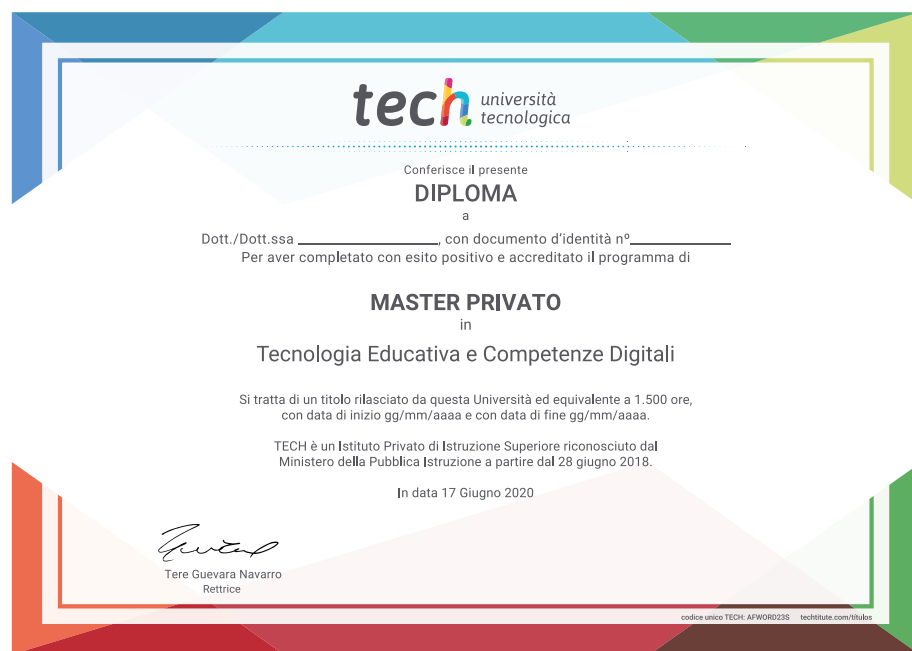 tech università
tecnologica
Conferisce il presente
DIPLOMA
a
Dott./Dott.ssa ____________________, con documento d'identità nº______________
Per aver completato con esito positivo e accreditato il programma di
MASTER PRIVATO
in
Tecnologia Educativa e Competenze Digitali
Si tratta di un titolo rilasciato da questa Università ed equivalente a 1.500 ore,
con data di inizio gg/mm/aaaa e con data di fine gg/mm/aaaa.
TECH è un Istituto Privato di Istruzione Superiore riconosciuto dal
Ministero della Pubblica Istruzione a partire dal 28 giugno 2018.
In data 17 Giugno 2020
Tere Guevara Navarro
Rettrice
codice unico TECH: AFWORD23S techtitute.com/títulos